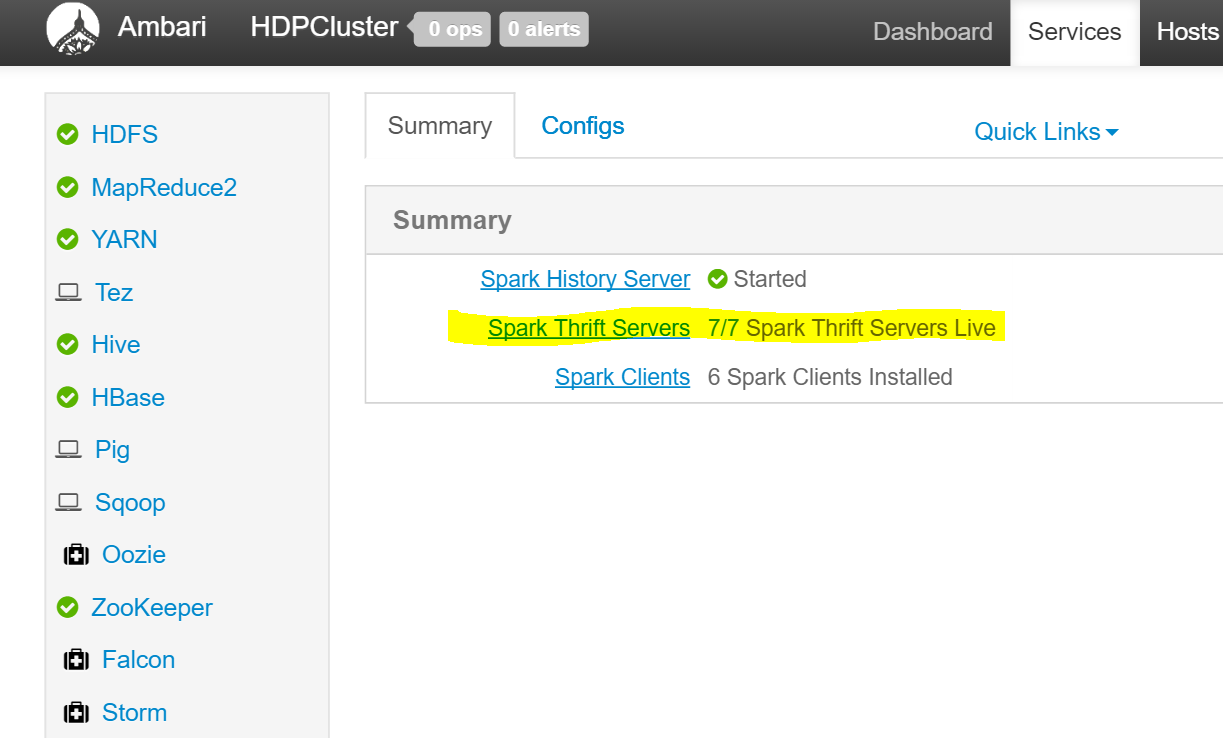 Ambari HDPCluster 0 ops 0 alerts Dashboard Services Hosts
HDFS
MapReduce2
YARN
Tez
Hive
HBase
Pig
Sqoop
Oozie
ZooKeeper
Falcon
Storm
Summary Configs Quick Links
Summary
Spark History Server Started
Spark Thrift Servers 7/7 Spark Thrift Servers Live
Spark Clients 6 Spark Clients Installed